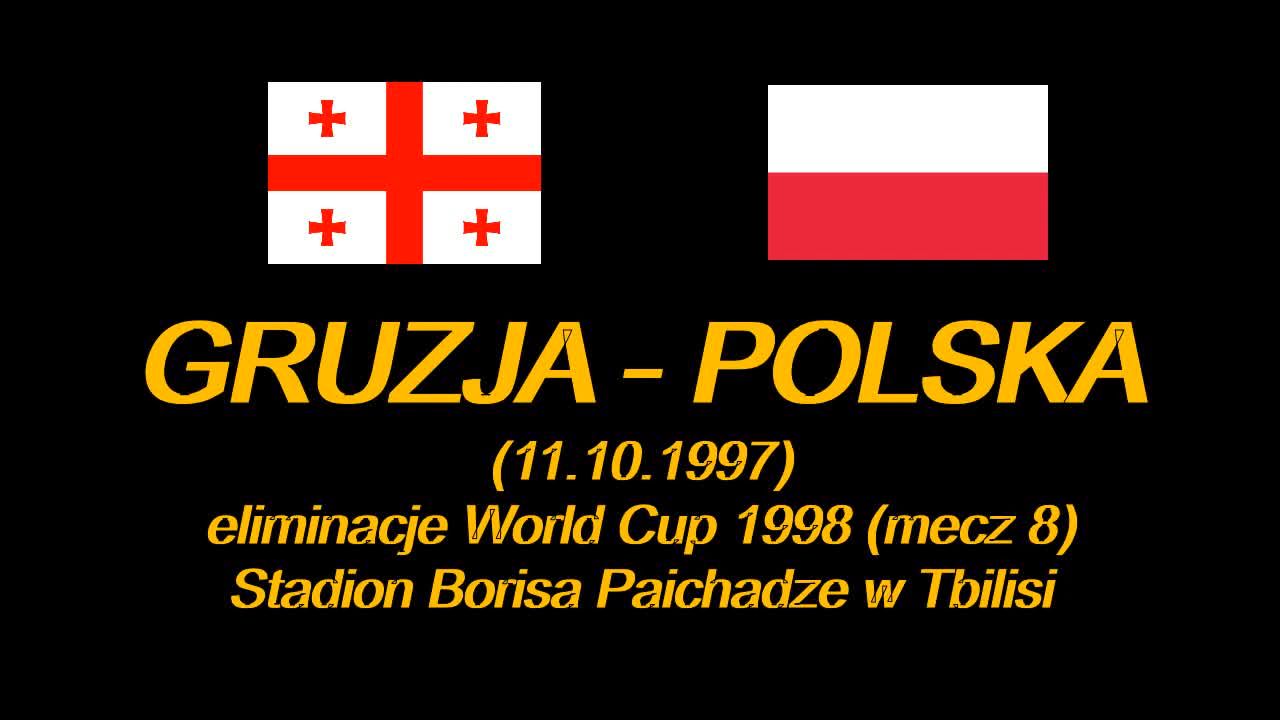 GRUZJA - POLSKA
(11.10.1997)
eliminacje World Cup 1998 (mecz 8)
Stadion Borisa Paichadze w Tbilisi